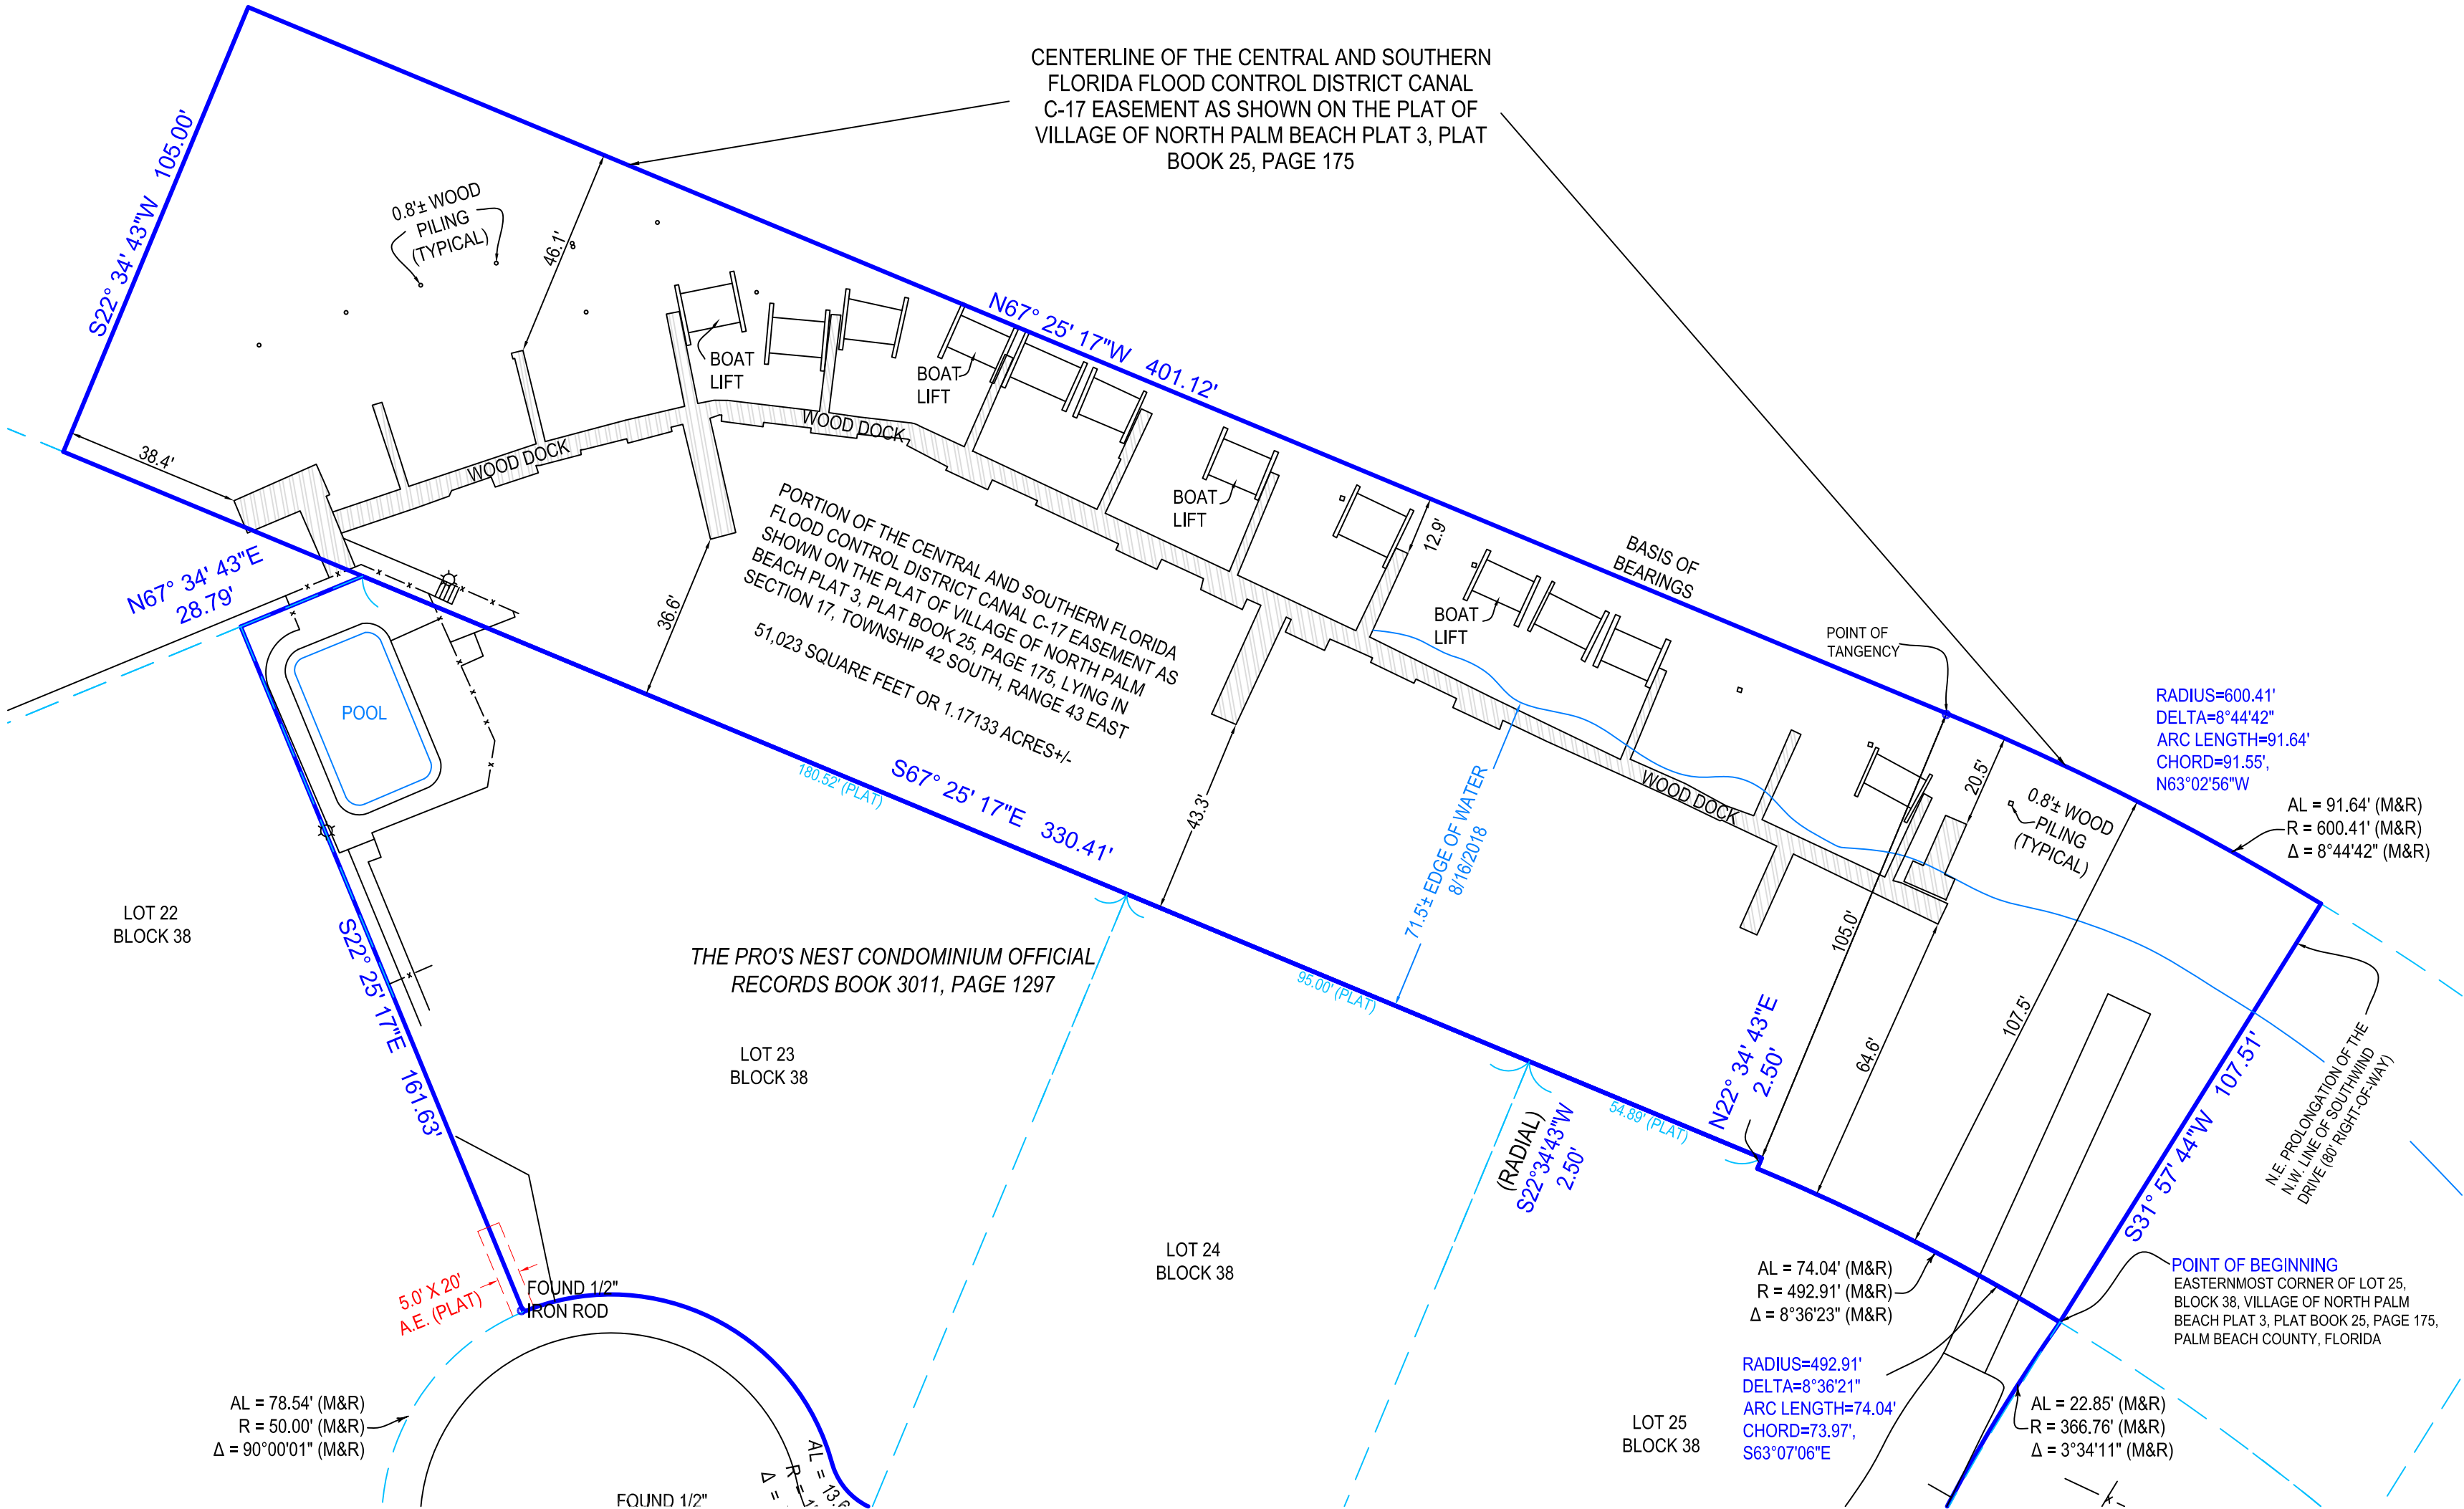 CENTERLINE OF THE CENTRAL AND SOUTHERN
FLORIDA FLOOD CONTROL DISTRICT CANAL
C-17 EASEMENT AS SHOWN ON THE PLAT OF
VILLAGE OF NORTH PALM BEACH PLAT 3, PLAT
BOOK 25, PAGE 175
S22° 34' 43"W 105.00'
0.8'± WOOD
PILING
(TYPICAL)
46.1'
N67° 25' 17"W 401.12'
BOAT
LIFT
BOAT
LIFT
WOOD DOCK
WOOD DOCK
38.4'
BOAT
LIFT
12.9'
BASIS OF
BEARINGS
N67° 34' 43"E
28.79'
36.6'
PORTION OF THE CENTRAL AND SOUTHERN FLORIDA
FLOOD CONTROL DISTRICT CANAL C-17 EASEMENT AS
SHOWN ON THE PLAT OF VILLAGE OF NORTH PALM
BEACH PLAT 3, PLAT BOOK 25, PAGE 175, LYING IN
SECTION 17, TOWNSHIP 42 SOUTH, RANGE 43 EAST
51,023 SQUARE FEET OR 1.17133 ACRES+/-
BOAT
LIFT
POINT OF
TANGENCY
RADIUS=600.41'
DELTA=8°44'42"
ARC LENGTH=91.64'
CHORD=91.55',
N63°02'56"W
POOL
180.52' (PLAT)
S67° 25' 17"E 330.41'
43.3'
71.5'± EDGE OF WATER
8/16/2018
WOOD DOCK
20.5'
0.8'± WOOD
PILING
(TYPICAL)
AL = 91.64' (M&R)
R = 600.41' (M&R)
Δ = 8°44'42" (M&R)
LOT 22
BLOCK 38
S22° 25' 17"E 161.63'
THE PRO'S NEST CONDOMINIUM OFFICIAL
RECORDS BOOK 3011, PAGE 1297
95.00' (PLAT)
105.0'
64.6'
107.5'
N22° 34' 43"E
2.50'
LOT 23
BLOCK 38
(RADIAL)
S22°34'43"W
2.50'
54.89' (PLAT)
S31° 57' 44"W 107.51'
N.E. PROLONGATION OF THE
N.W. LINE OF SOUTHWIND
DRIVE (80' RIGHT-OF-WAY)
LOT 24
BLOCK 38
5.0' X 20'
A.E. (PLAT)
FOUND 1/2"
IRON ROD
AL = 74.04' (M&R)
R = 492.91' (M&R)
Δ = 8°36'23" (M&R)
POINT OF BEGINNING
EASTERNMOST CORNER OF LOT 25,
BLOCK 38, VILLAGE OF NORTH PALM
BEACH PLAT 3, PLAT BOOK 25, PAGE 175,
PALM BEACH COUNTY, FLORIDA
RADIUS=492.91'
DELTA=8°36'21"
ARC LENGTH=74.04'
CHORD=73.97',
S63°07'06"E
AL = 78.54' (M&R)
R = 50.00' (M&R)
Δ = 90°00'01" (M&R)
LOT 25
BLOCK 38
AL = 22.85' (M&R)
R = 366.76' (M&R)
Δ = 3°34'11" (M&R)
AL = 13.6
R =
Δ =
FOUND 1/2"